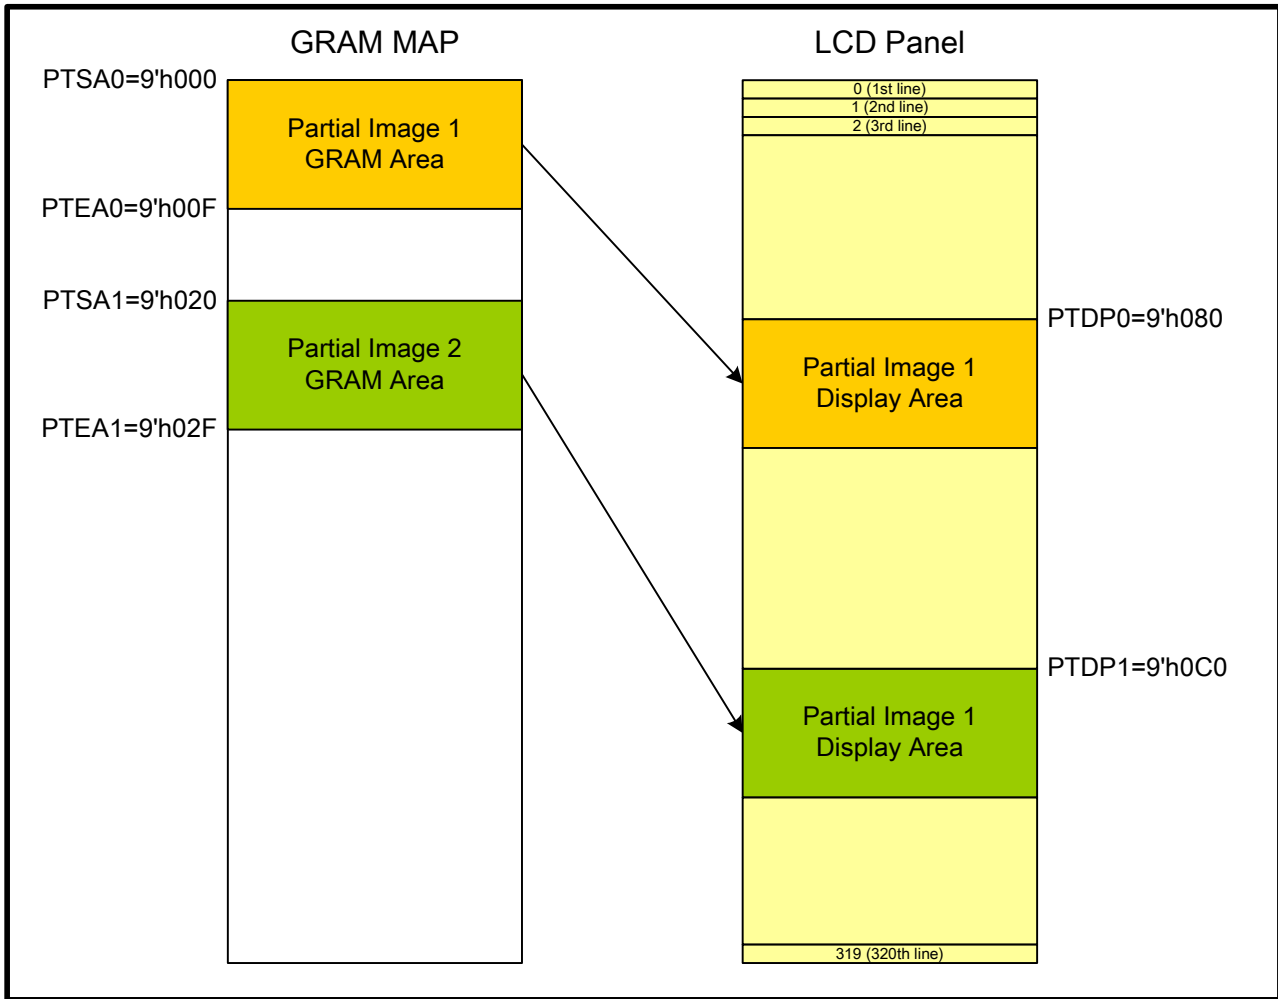 GRAM MAP
LCD Panel
PTSA0=9'h000
0 (1st line)
1 (2nd line)
2 (3rd line)
Partial Image 1
GRAM Area
PTEA0=9'h00F
PTSA1=9'h020
PTDP0=9'h080
Partial Image 2
GRAM Area
Partial Image 1
Display Area
PTEA1=9'h02F
PTDP1=9'h0C0
Partial Image 1
Display Area
319 (320th line)